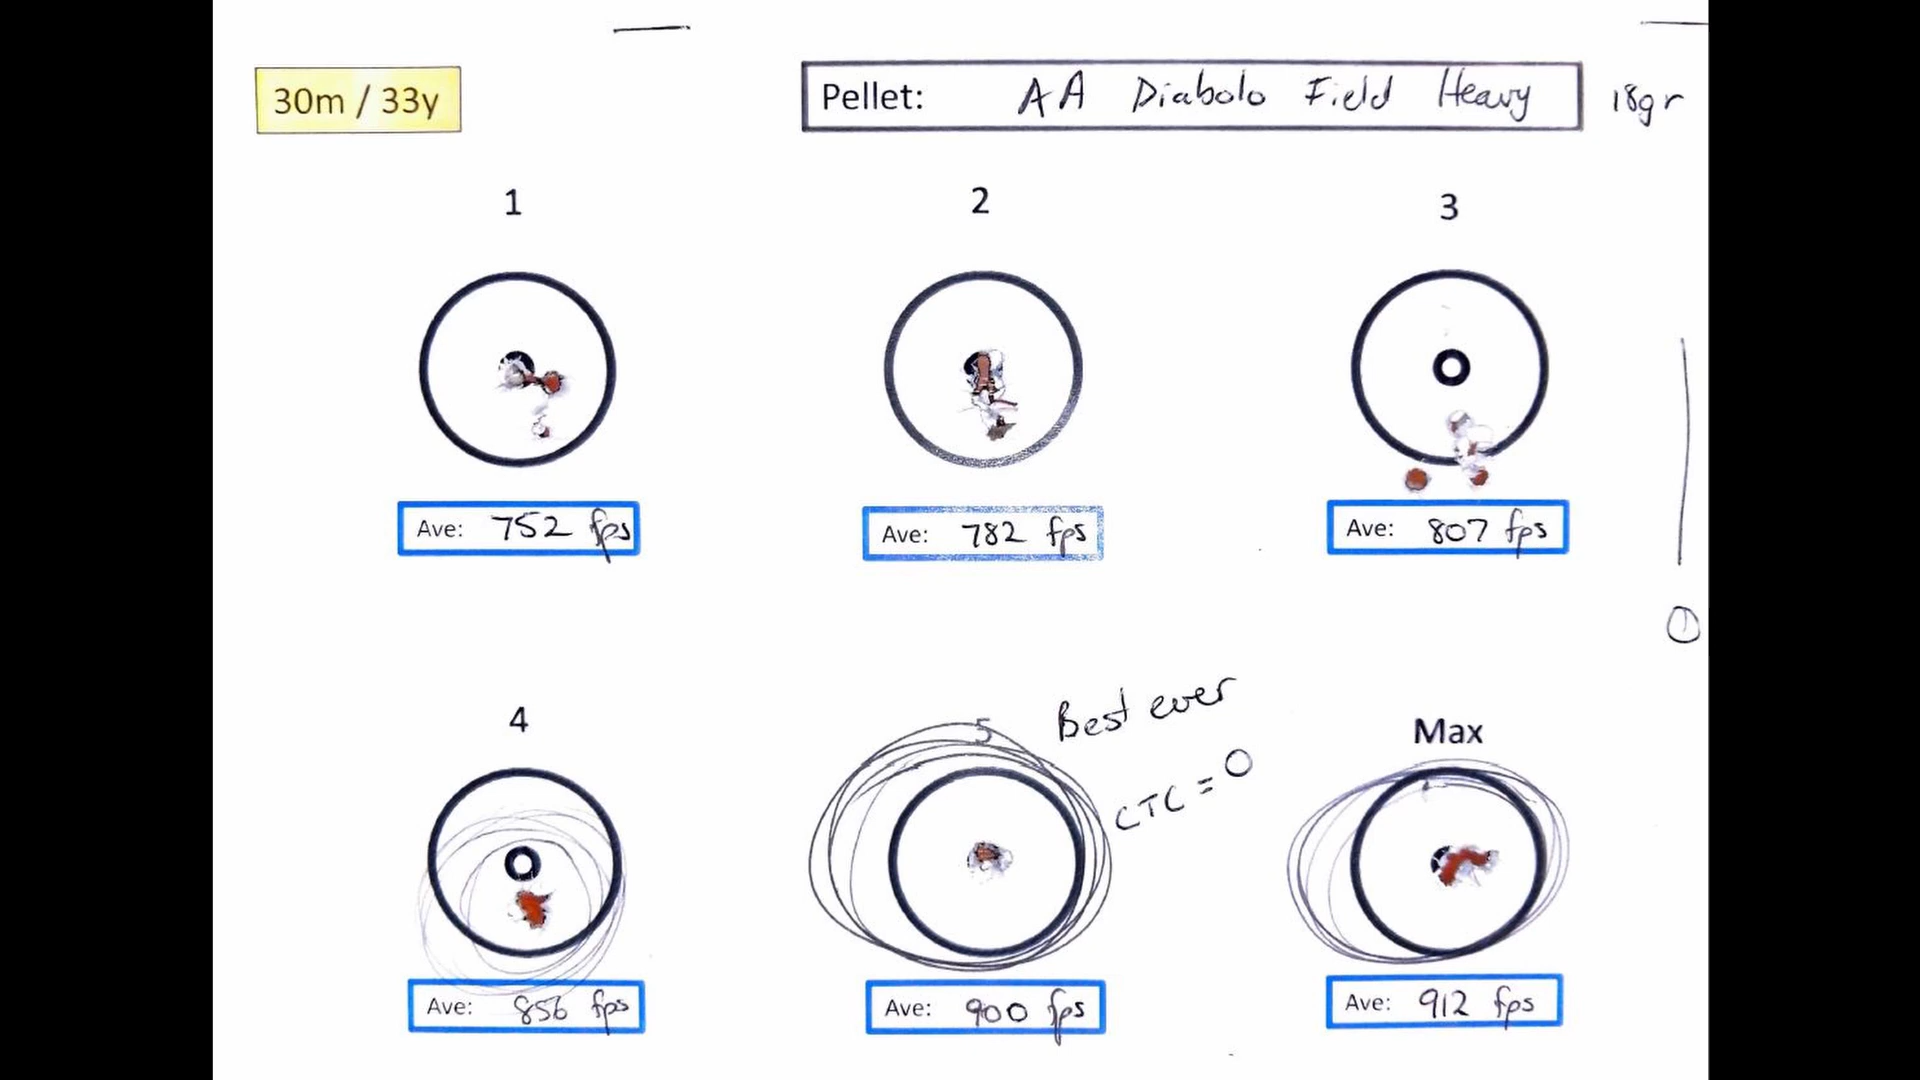 30m / 33y
Pellet: AA Diabolo Field Heavy 18gr
1
2
3
Ave: 752 fps
Ave: 782 fps
Ave: 807 fps
4
5
Best ever
CTC = 0
Max
Ave: 856 fps
Ave: 900 fps
Ave: 912 fps